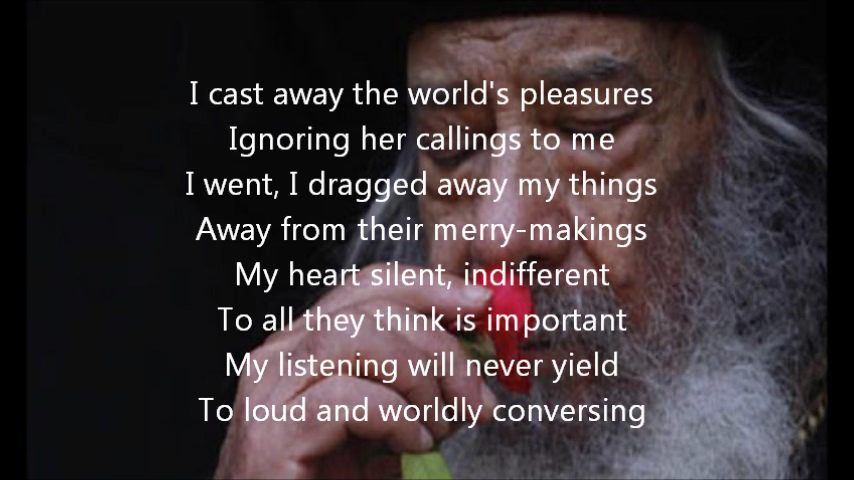 I cast away the world's pleasures
Ignoring her callings to me
I went, I dragged away my things
Away from their merry-makings
My heart silent, indifferent
To all they think is important
My listening will never yield
To loud and worldly conversing